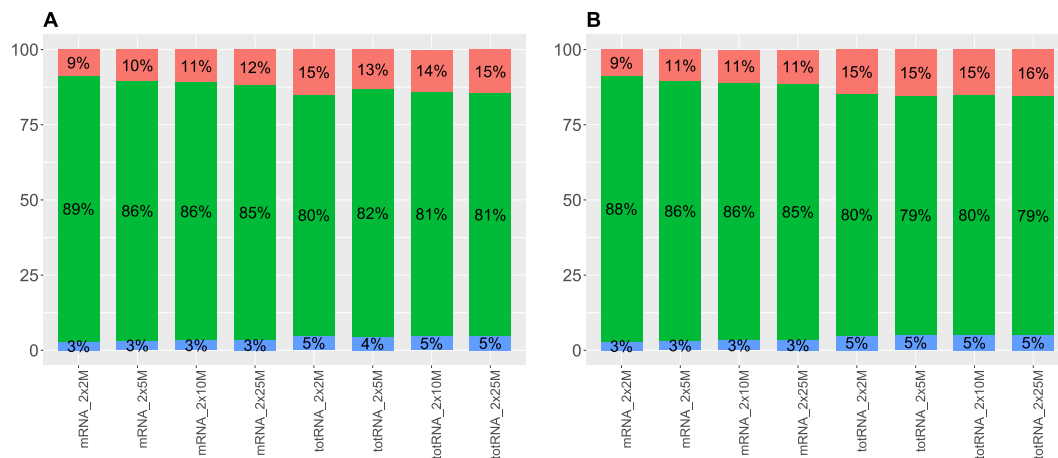 A
100
75
50
25
0
9% 10% 11% 12% 15% 13% 14% 15%
89% 86% 86% 85% 80% 82% 81% 81%
3% 3% 3% 3% 5% 4% 5% 5%
mRNA_2x2M
mRNA_2x5M
mRNA_2x10M
mRNA_2x25M
totRNA_2x2M
totRNA_2x5M
totRNA_2x10M
totRNA_2x25M
B
100
75
50
25
0
9% 11% 11% 11% 15% 15% 15% 16%
88% 86% 86% 85% 80% 79% 80% 79%
3% 3% 3% 3% 5% 5% 5% 5%
mRNA_2x2M
mRNA_2x5M
mRNA_2x10M
mRNA_2x25M
totRNA_2x2M
totRNA_2x5M
totRNA_2x10M
totRNA_2x25M